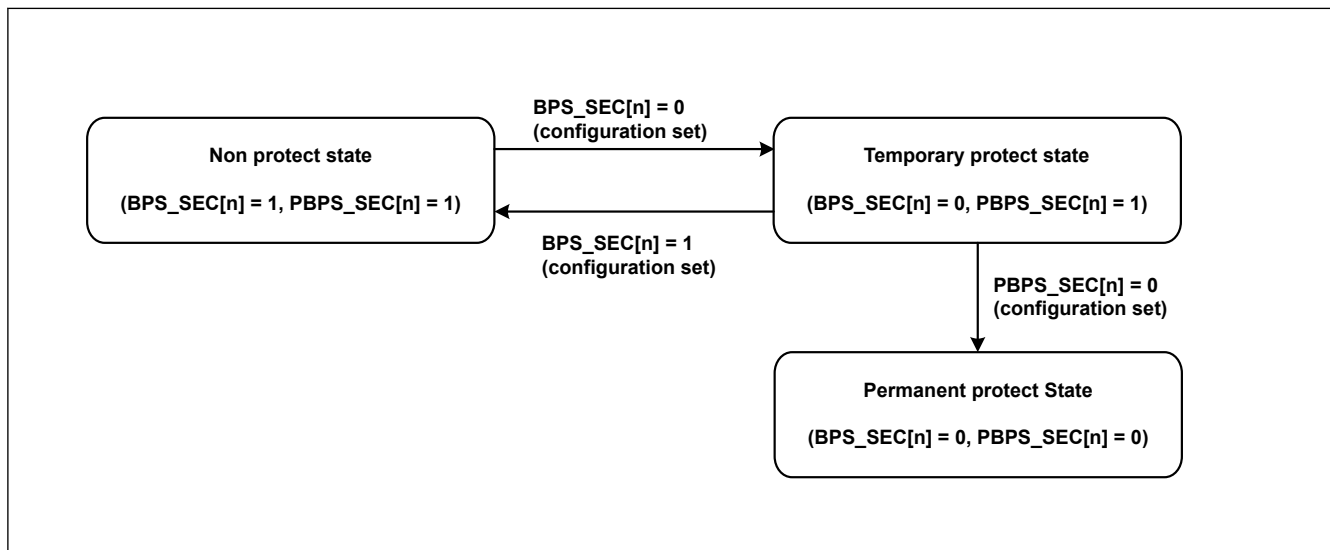 BPS_SEC[n] = 0
(configuration set)
Non protect state
(BPS_SEC[n] = 1, PBPS_SEC[n] = 1)
Temporary protect state
(BPS_SEC[n] = 0, PBPS_SEC[n] = 1)
BPS_SEC[n] = 1
(configuration set)
PBPS_SEC[n] = 0
(configuration set)
Permanent protect State
(BPS_SEC[n] = 0, PBPS_SEC[n] = 0)